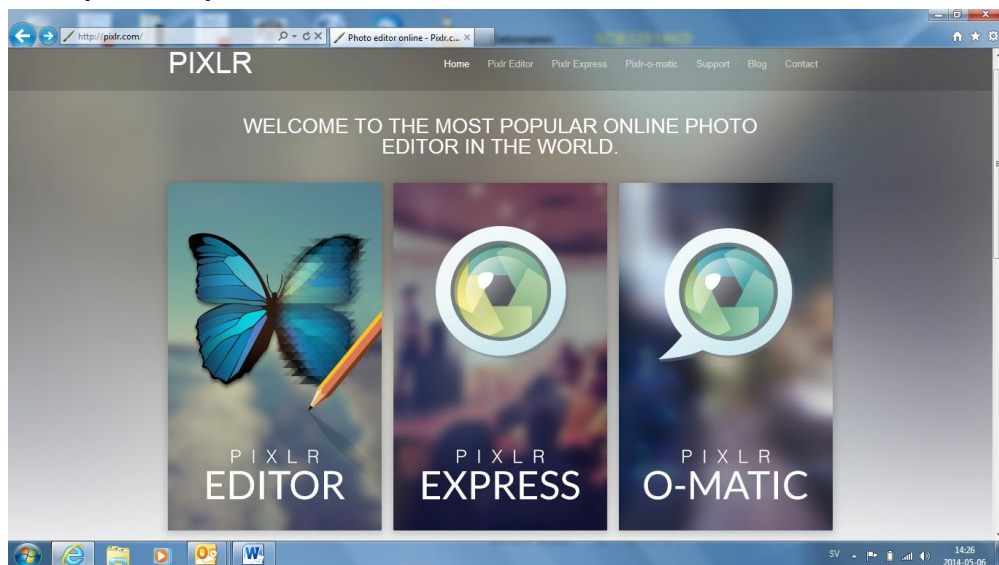 http://pixlr.com/
Photo editor online - Pixlr.c...
PIXLR
Home Pixlr Editor Pixlr Express Pixlr-o-matic Support Blog Contact
WELCOME TO THE MOST POPULAR ONLINE PHOTO
EDITOR IN THE WORLD.
PIXLR
EDITOR
PIXLR
EXPRESS
PIXLR
O-MATIC
SV
14:26
2014-05-06